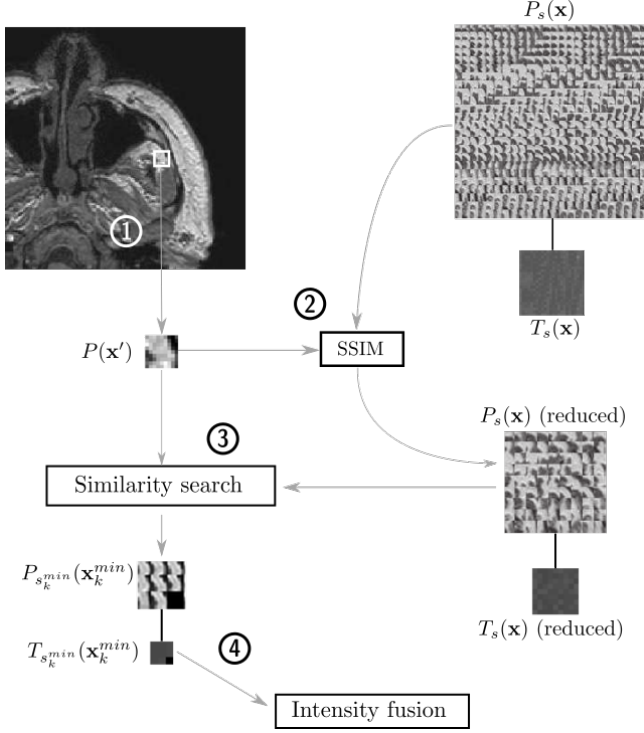 P_s(x)
①
T_s(x)
②
P(x′)
SSIM
P_s(x) (reduced)
③
Similarity search
P_{s_k^{min}}(x_k^{min})
T_s(x) (reduced)
T_{s_k^{min}}(x_k^{min})
④
Intensity fusion